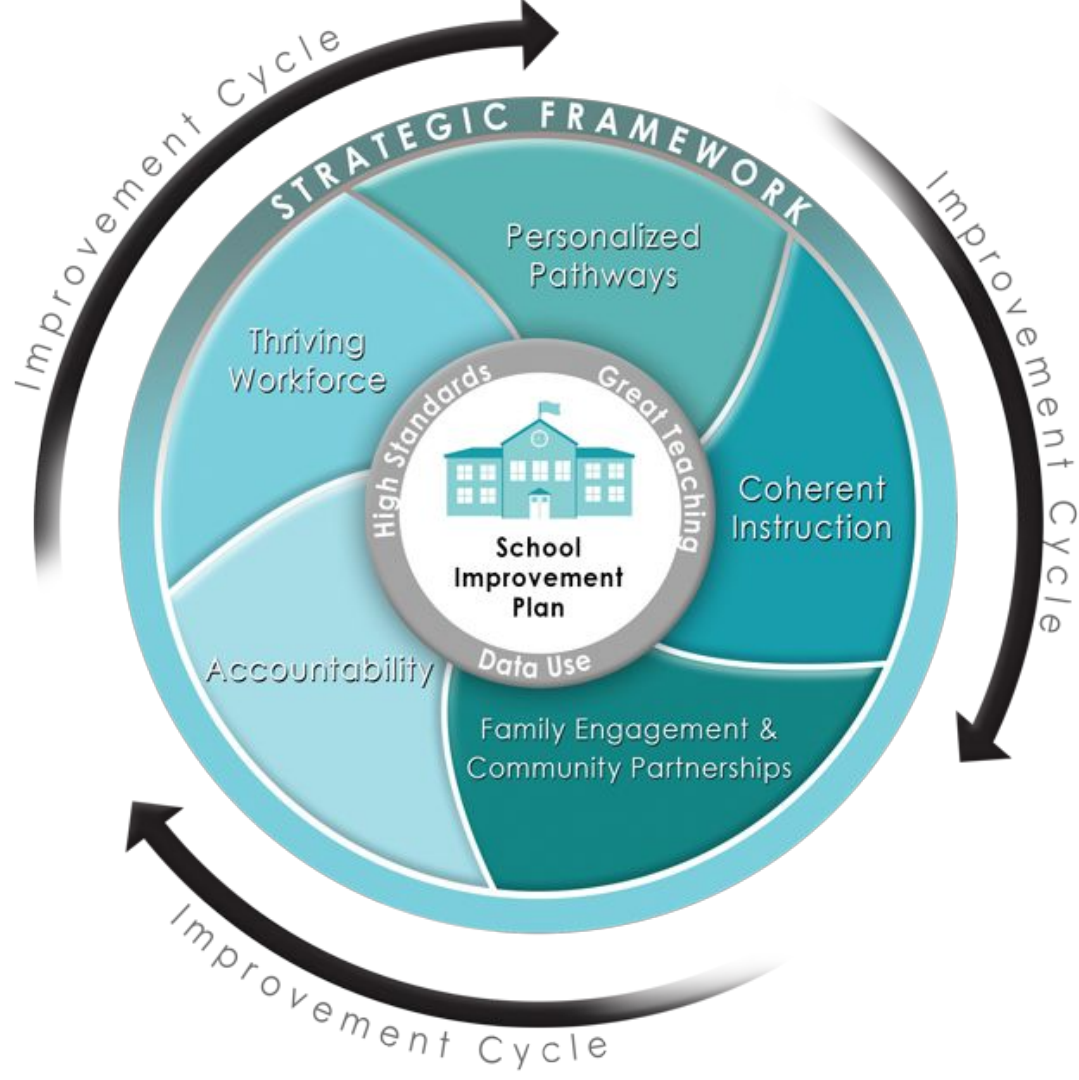 Improvement Cycle
Improvement Cycle
STRATEGIC FRAMEWORK
Personalized
Pathways
Thriving
Workforce
High Standards
Great Teaching
Coherent
Instruction
School
Improvement
Plan
Data Use
Accountability
Family Engagement &
Community Partnerships
Improvement Cycle